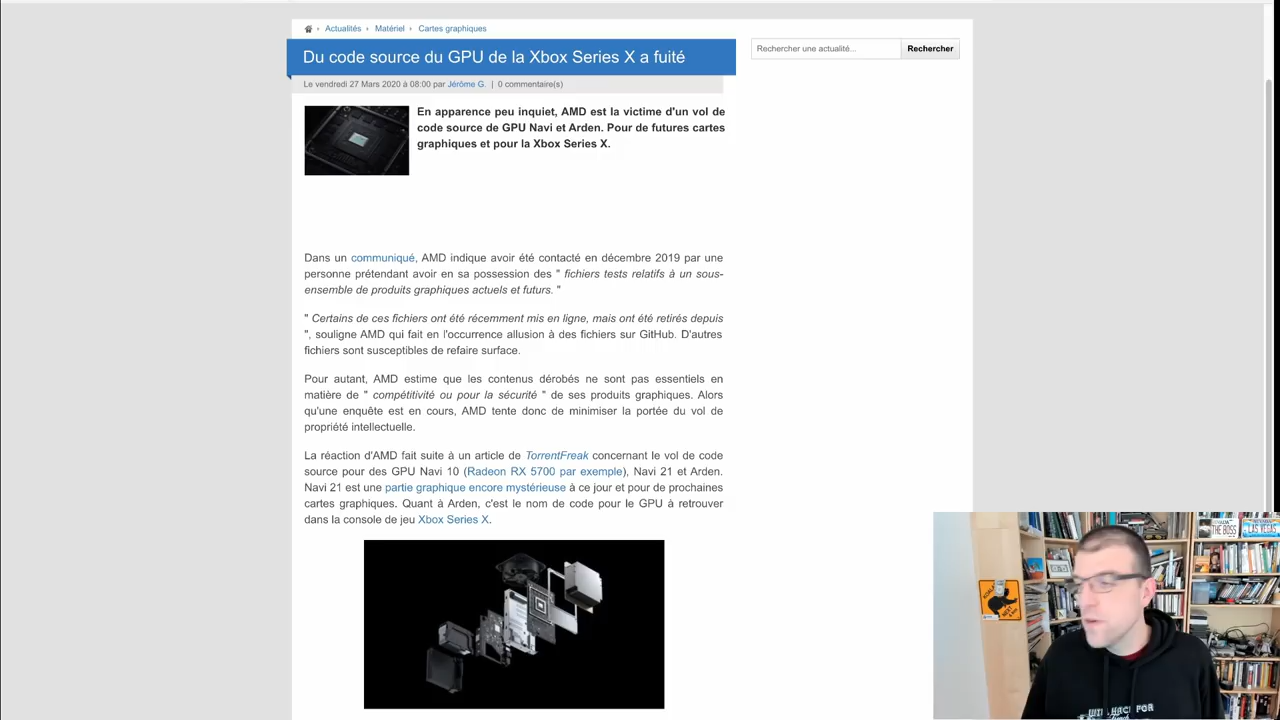 Actualités › Matériel › Cartes graphiques
Du code source du GPU de la Xbox Series X a fuité
Rechercher une actualité...
Rechercher
Le vendredi 27 Mars 2020 à 08:00 par Jérôme G. | 0 commentaire(s)
En apparence peu inquiet, AMD est la victime d'un vol de
code source de GPU Navi et Arden. Pour de futures cartes
graphiques et pour la Xbox Series X.
Dans un communiqué, AMD indique avoir été contacté en décembre 2019 par une
personne prétendant avoir en sa possession des " fichiers tests relatifs à un sous-
ensemble de produits graphiques actuels et futurs. "
" Certains de ces fichiers ont été récemment mis en ligne, mais ont été retirés depuis
", souligne AMD qui fait en l'occurrence allusion à des fichiers sur GitHub. D'autres
fichiers sont susceptibles de refaire surface.
Pour autant, AMD estime que les contenus dérobés ne sont pas essentiels en
matière de " compétitivité ou pour la sécurité " de ses produits graphiques. Alors
qu'une enquête est en cours, AMD tente donc de minimiser la portée du vol de
propriété intellectuelle.
La réaction d'AMD fait suite à un article de TorrentFreak concernant le vol de code
source pour des GPU Navi 10 (Radeon RX 5700 par exemple), Navi 21 et Arden.
Navi 21 est une partie graphique encore mystérieuse à ce jour et pour de prochaines
cartes graphiques. Quant à Arden, c'est le nom de code pour le GPU à retrouver
dans la console de jeu Xbox Series X.
THE BOSS
LAS VEGAS
FOR